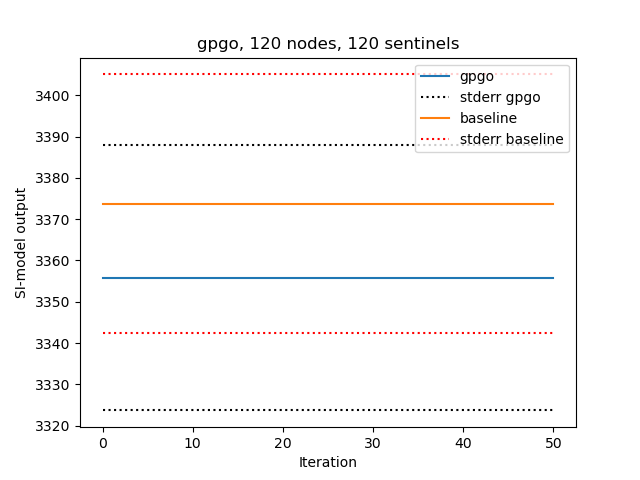 gpgo, 120 nodes, 120 sentinels
gpgo
stderr gpgo
baseline
stderr baseline
SI-model output
3400
3390
3380
3370
3360
3350
3340
3330
3320
0 10 20 30 40 50
Iteration